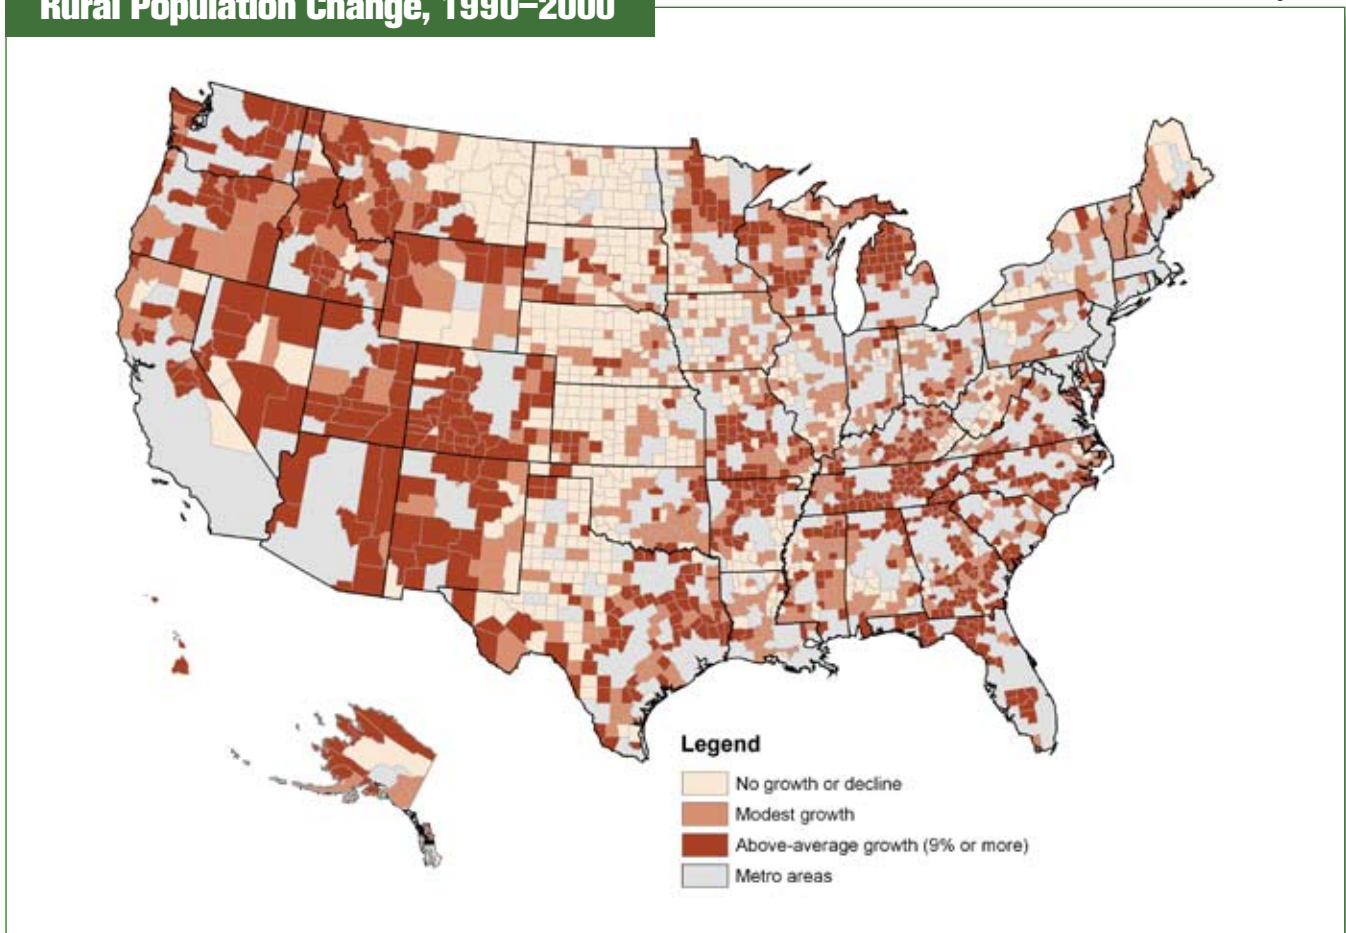 Rural Population Change, 1990–2000
Legend
No growth or decline
Modest growth
Above-average growth (9% or more)
Metro areas